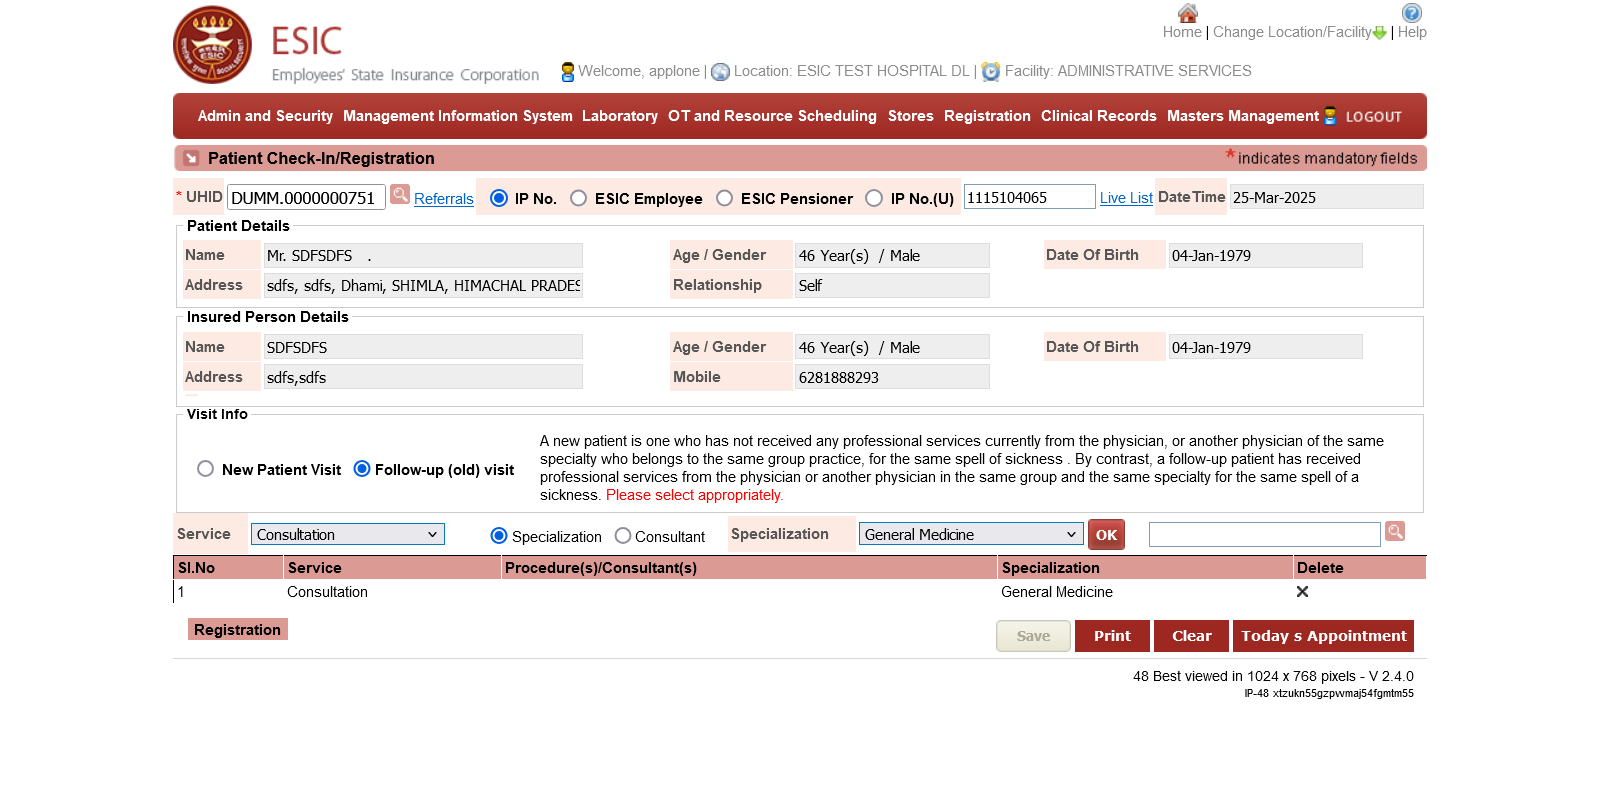 Home | Change Location/Facility | Help
ESIC
Employees' State Insurance Corporation
Welcome, applone | Location: ESIC TEST HOSPITAL DL | Facility: ADMINISTRATIVE SERVICES
Admin and Security Management Information System Laboratory OT and Resource Scheduling Stores Registration Clinical Records Masters Management LOGOUT
Patient Check-In/Registration *indicates mandatory fields
* UHID DUMM.0000000751 Referrals IP No. ESIC Employee ESIC Pensioner IP No.(U) 1115104065 Live List DateTime 25-Mar-2025
Patient Details
Name Mr. SDFSDFS . Age / Gender 46 Year(s) / Male Date Of Birth 04-Jan-1979
Address sdfs, sdfs, Dhami, SHIMLA, HIMACHAL PRADES Relationship Self
Insured Person Details
Name SDFSDFS Age / Gender 46 Year(s) / Male Date Of Birth 04-Jan-1979
Address sdfs,sdfs Mobile 6281888293
Visit Info
New Patient Visit Follow-up (old) visit
A new patient is one who has not received any professional services currently from the physician, or another physician of the same
specialty who belongs to the same group practice, for the same spell of sickness . By contrast, a follow-up patient has received
professional services from the physician or another physician in the same group and the same specialty for the same spell of a
sickness. Please select appropriately.
Service Consultation Specialization Consultant Specialization General Medicine OK
Sl.No Service Procedure(s)/Consultant(s) Specialization Delete
1 Consultation General Medicine
Registration Save Print Clear Today s Appointment
48 Best viewed in 1024 x 768 pixels - V 2.4.0
IP-48 xtzukn55gzpvvmaj54fgmtm55